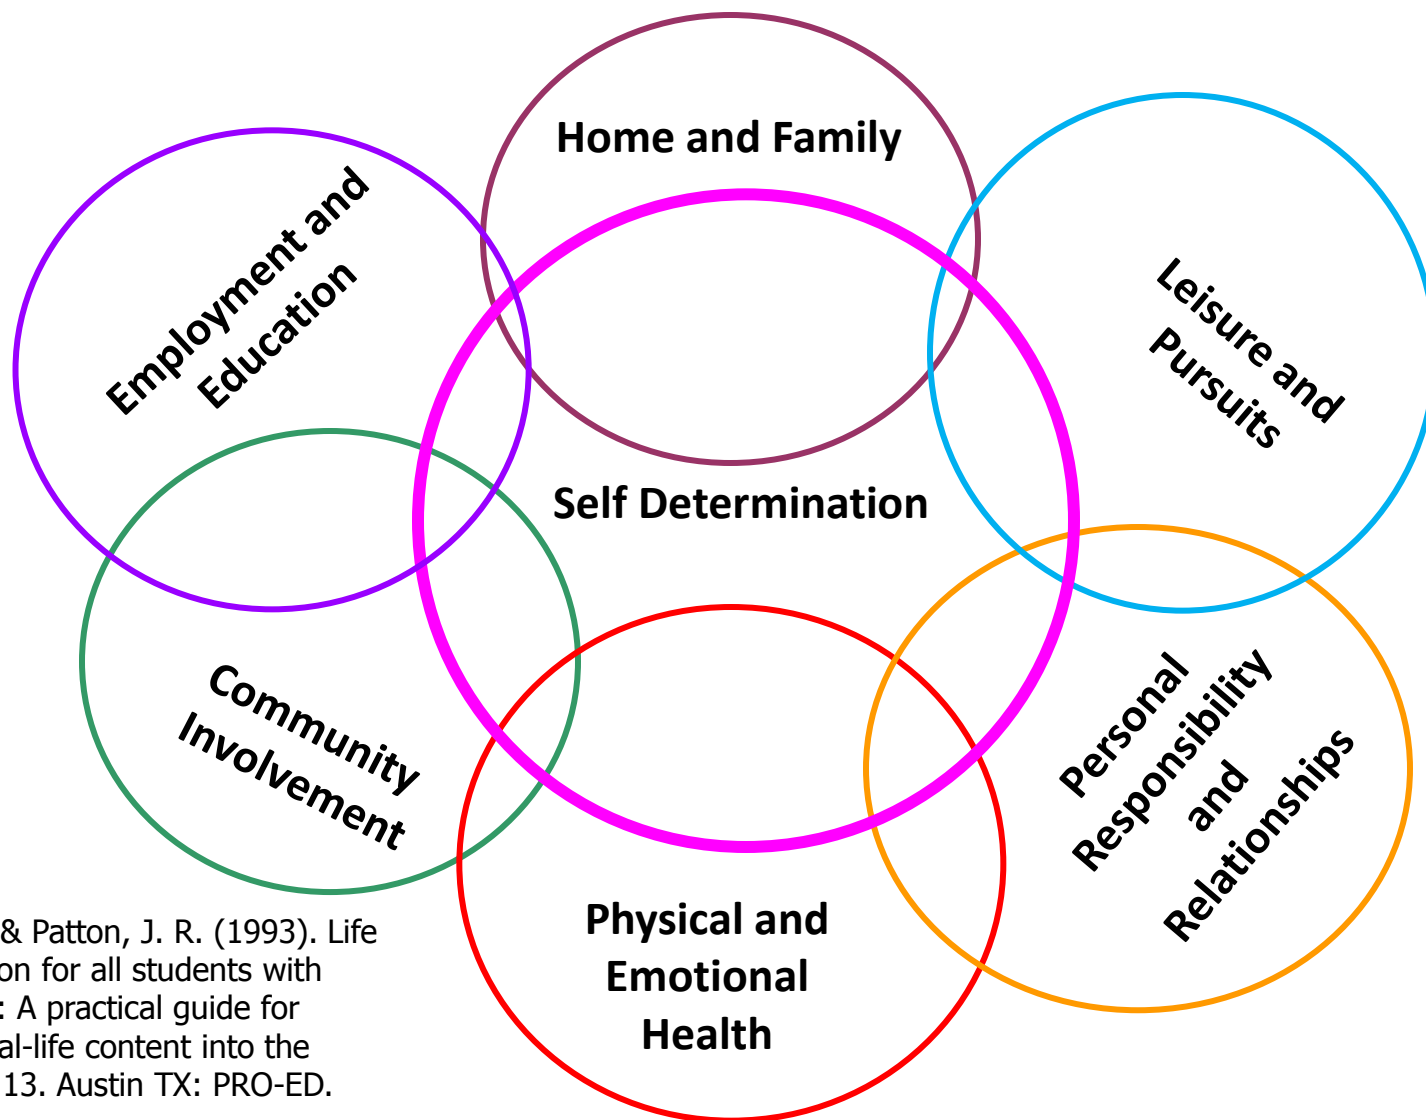 Home and Family
Employment and
Education
Leisure and
Pursuits
Self Determination
Community
Involvement
Personal
Responsibility
and
Relationships
Physical and
Emotional
Health
& Patton, J. R. (1993). Life
on for all students with
: A practical guide for
al-life content into the
13. Austin TX: PRO-ED.